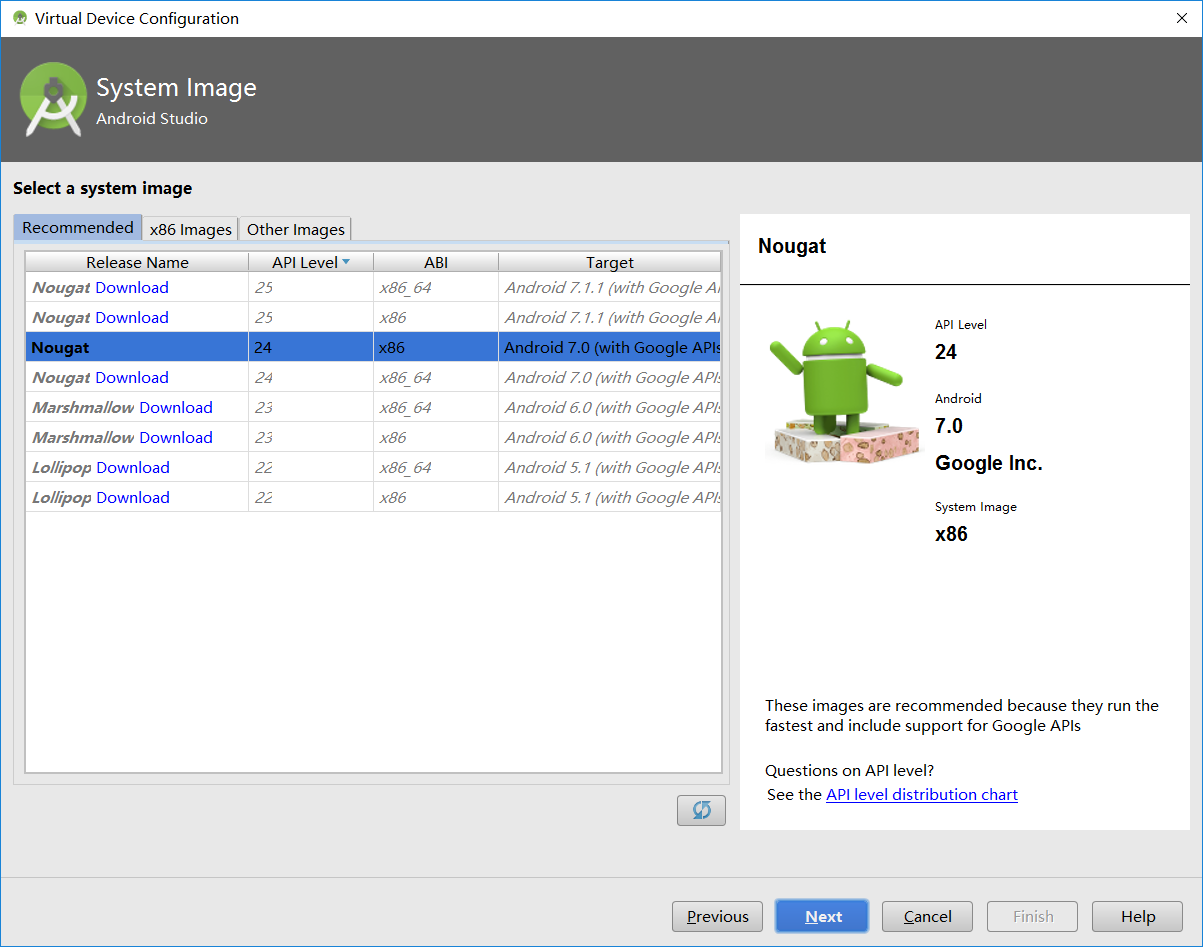 Virtual Device Configuration
System Image
Android Studio
Select a system image
Recommended x86 Images Other Images
Release Name API Level ABI Target
Nougat Download 25 x86_64 Android 7.1.1 (with Google AP
Nougat Download 25 x86 Android 7.1.1 (with Google AP
Nougat 24 x86 Android 7.0 (with Google APIs
Nougat Download 24 x86_64 Android 7.0 (with Google APIs
Marshmallow Download 23 x86_64 Android 6.0 (with Google APIs
Marshmallow Download 23 x86 Android 6.0 (with Google APIs
Lollipop Download 22 x86_64 Android 5.1 (with Google APIs
Lollipop Download 22 x86 Android 5.1 (with Google APIs
Nougat
API Level
24
Android
7.0
Google Inc.
System Image
x86
These images are recommended because they run the
fastest and include support for Google APIs
Questions on API level?
See the API level distribution chart
Previous Next Cancel Finish Help